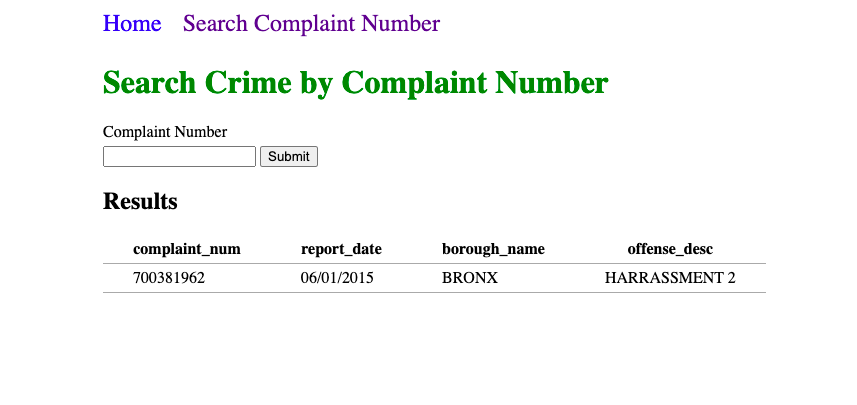 Home Search Complaint Number
Search Crime by Complaint Number
Complaint Number
Submit
Results
complaint_num report_date borough_name offense_desc
700381962 06/01/2015 BRONX HARRASSMENT 2